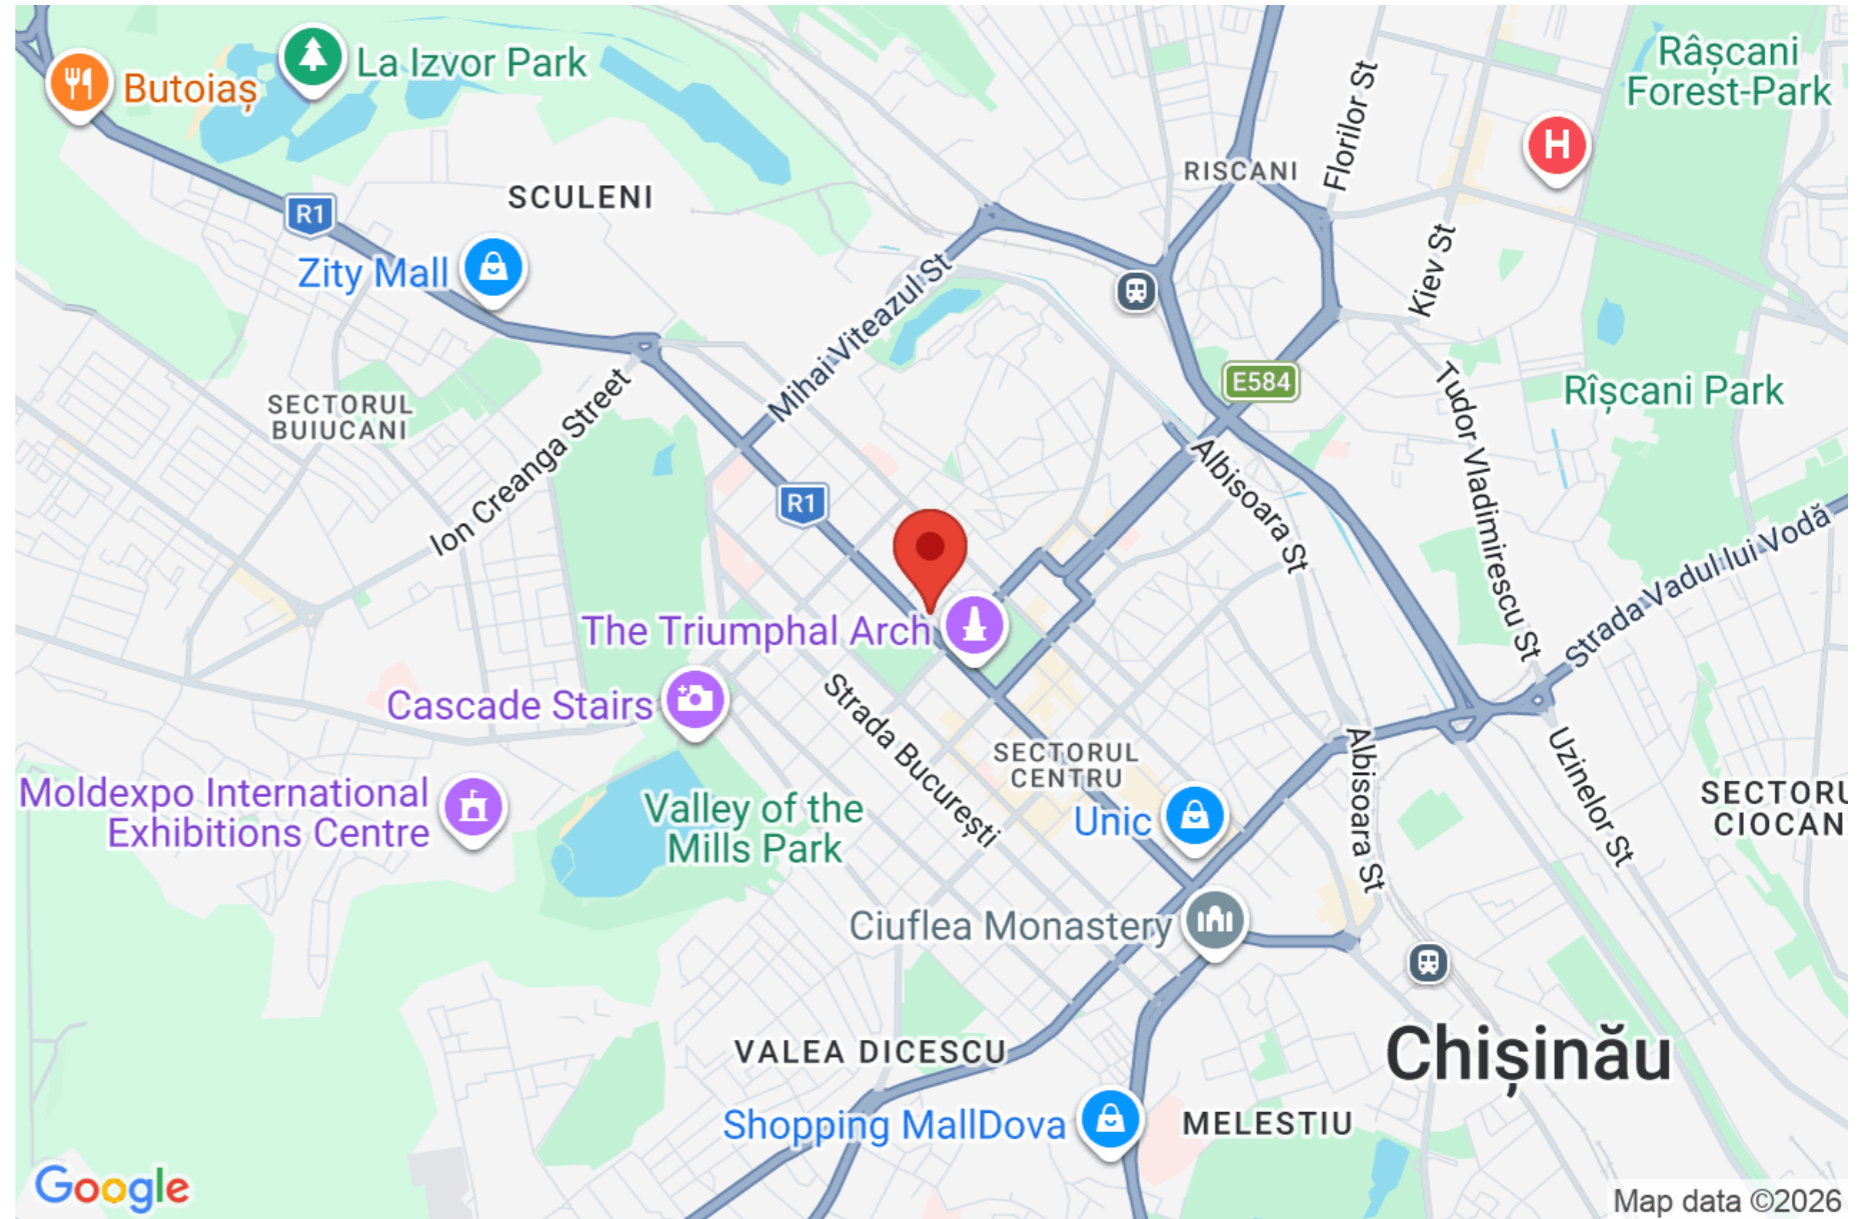 La Izvor Park
Butoiaș
Râșcani
Forest-Park
H
Florilor St
RISCANI
SCULENI
R1
Zity Mall
Mihai Viteazul St
Kiev St
E584
Rîșcani Park
SECTORUL
BUIUCANI
Ion Creanga Street
Tudor Vladimirescu St
Albisoara St
R1
Strada Vadul lui Vodă
The Triumphal Arch
Cascade Stairs
Strada București
SECTORUL
CENTRU
Albisoara St
Uzinelor St
Moldexpo International
Exhibitions Centre
Valley of the
Mills Park
Unic
SECTORU
CIOCAN
Ciuflea Monastery
VALEA DICESCU
Chișinău
Shopping MallDova
MELESTIU
Google
Map data ©2026